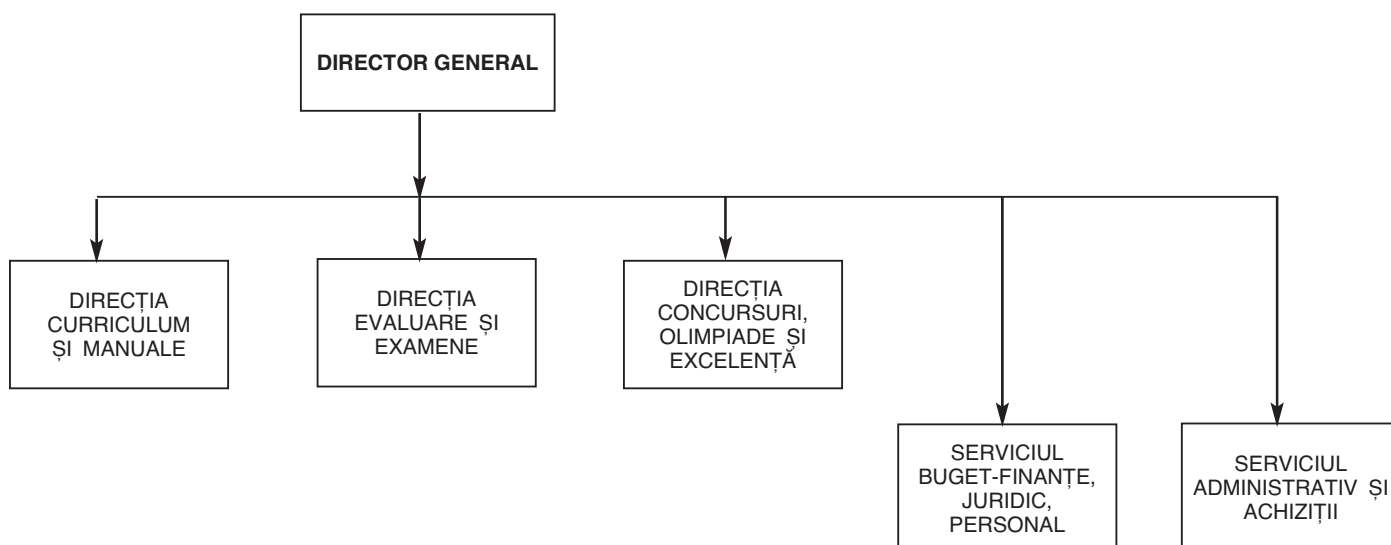 DIRECTOR GENERAL
DIRECȚIA
CURRICULUM
ȘI MANUALE
DIRECȚIA
EVALUARE ȘI
EXAMENE
DIRECȚIA
CONCURSURI,
OLIMPIADE ȘI
EXCELENȚĂ
SERVICIUL
BUGET-FINANȚE,
JURIDIC,
PERSONAL
SERVICIUL
ADMINISTRATIV ȘI
ACHIZIȚII